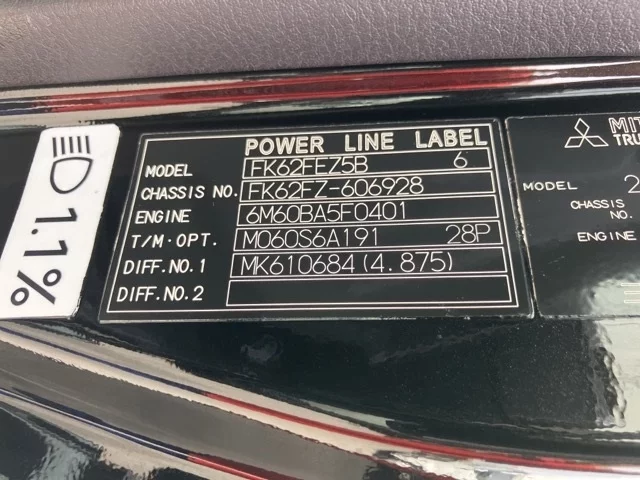 POWER LINE LABEL
MODEL FK62FEZ5B 6
CHASSIS NO. FK62FZ-606928
ENGINE 6M60BA5F0401
T/M·OPT. M060S6A191 28P
DIFF.NO.1 MK610684(4.875)
DIFF.NO.2
1.1%
MODEL 2
CHASSIS NO.
ENGINE